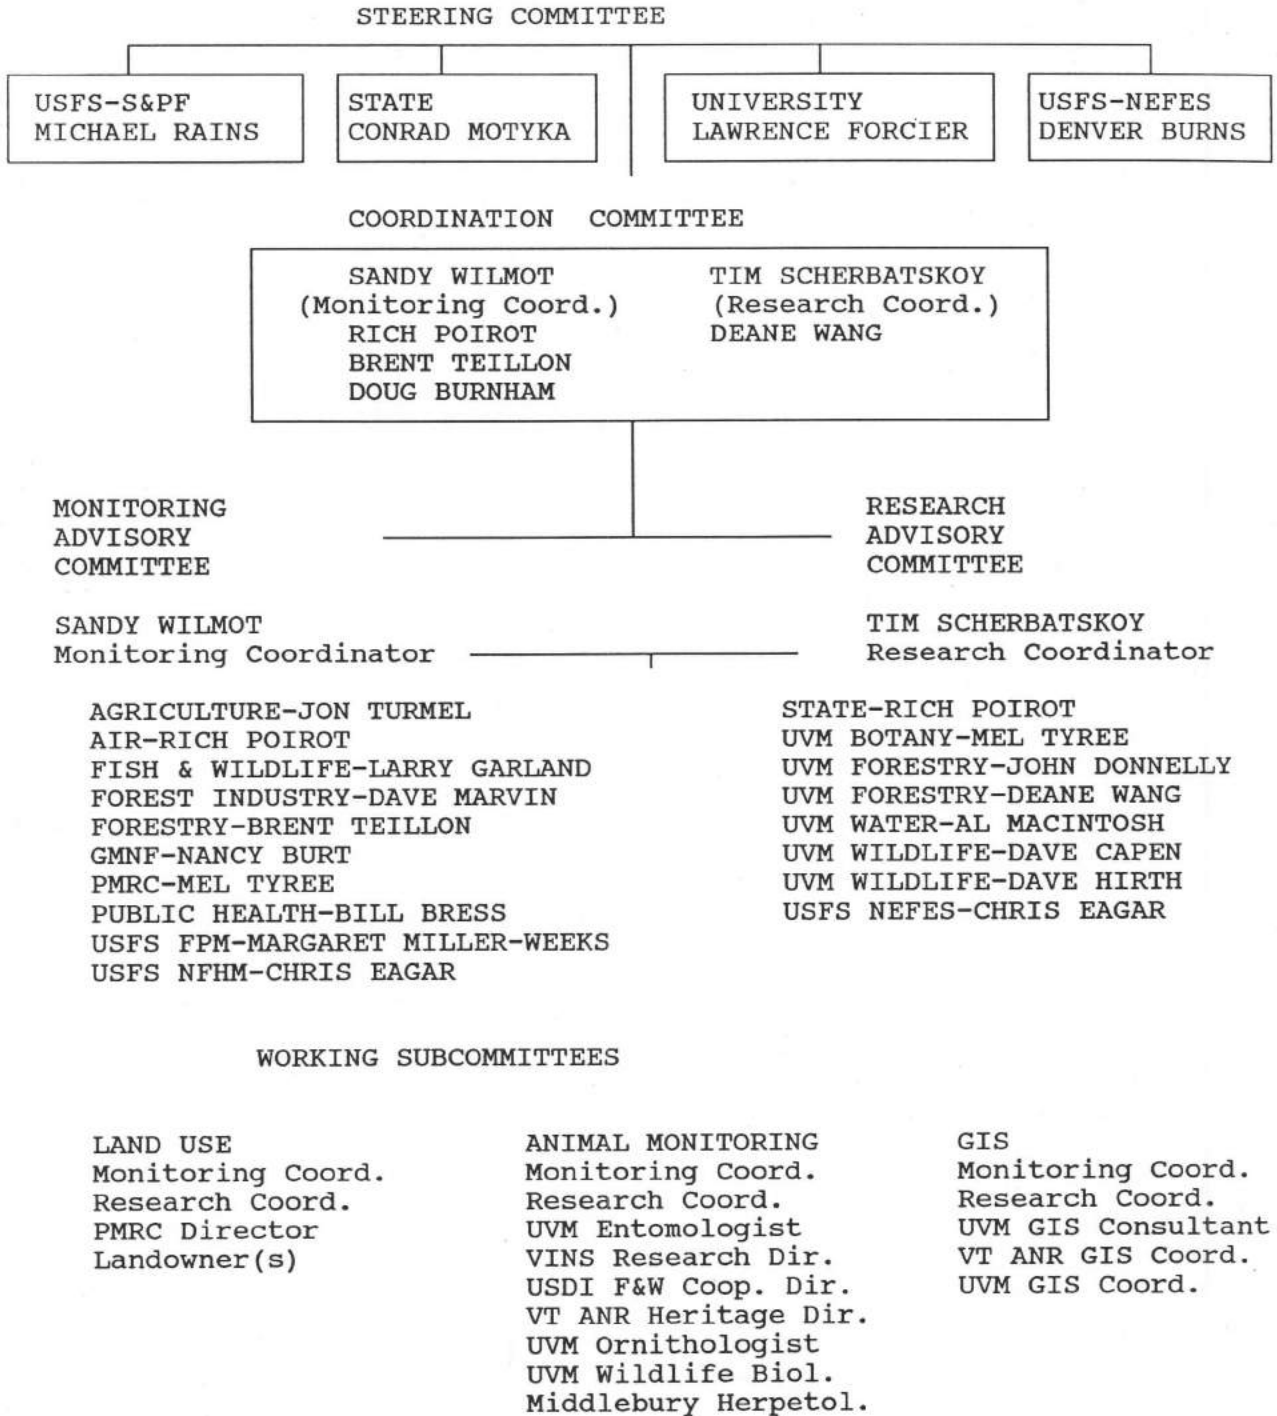 STEERING COMMITTEE
USFS-S&PF
MICHAEL RAINS
STATE
CONRAD MOTYKA
UNIVERSITY
LAWRENCE FORCIER
USFS-NEFES
DENVER BURNS
COORDINATION COMMITTEE
SANDY WILMOT
(Monitoring Coord.)
RICH POIROT
BRENT TEILLON
DOUG BURNHAM
TIM SCHERBATSKOY
(Research Coord.)
DEANE WANG
MONITORING
ADVISORY
COMMITTEE
SANDY WILMOT
Monitoring Coordinator
AGRICULTURE-JON TURMEL
AIR-RICH POIROT
FISH & WILDLIFE-LARRY GARLAND
FOREST INDUSTRY-DAVE MARVIN
FORESTRY-BRENT TEILLON
GMNF-NANCY BURT
PMRC-MEL TYREE
PUBLIC HEALTH-BILL BRESS
USFS FPM-MARGARET MILLER-WEEKS
USFS NFHM-CHRIS EAGAR
RESEARCH
ADVISORY
COMMITTEE
TIM SCHERBATSKOY
Research Coordinator
STATE-RICH POIROT
UVM BOTANY-MEL TYREE
UVM FORESTRY-JOHN DONNELLY
UVM FORESTRY-DEANE WANG
UVM WATER-AL MACINTOSH
UVM WILDLIFE-DAVE CAPEN
UVM WILDLIFE-DAVE HIRTH
USFS NEFES-CHRIS EAGAR
WORKING SUBCOMMITTEES
LAND USE
Monitoring Coord.
Research Coord.
PMRC Director
Landowner(s)
ANIMAL MONITORING
Monitoring Coord.
Research Coord.
UVM Entomologist
VINS Research Dir.
USDI F&W Coop. Dir.
VT ANR Heritage Dir.
UVM Ornithologist
UVM Wildlife Biol.
Middlebury Herpetol.
GIS
Monitoring Coord.
Research Coord.
UVM GIS Consultant
VT ANR GIS Coord.
UVM GIS Coord.